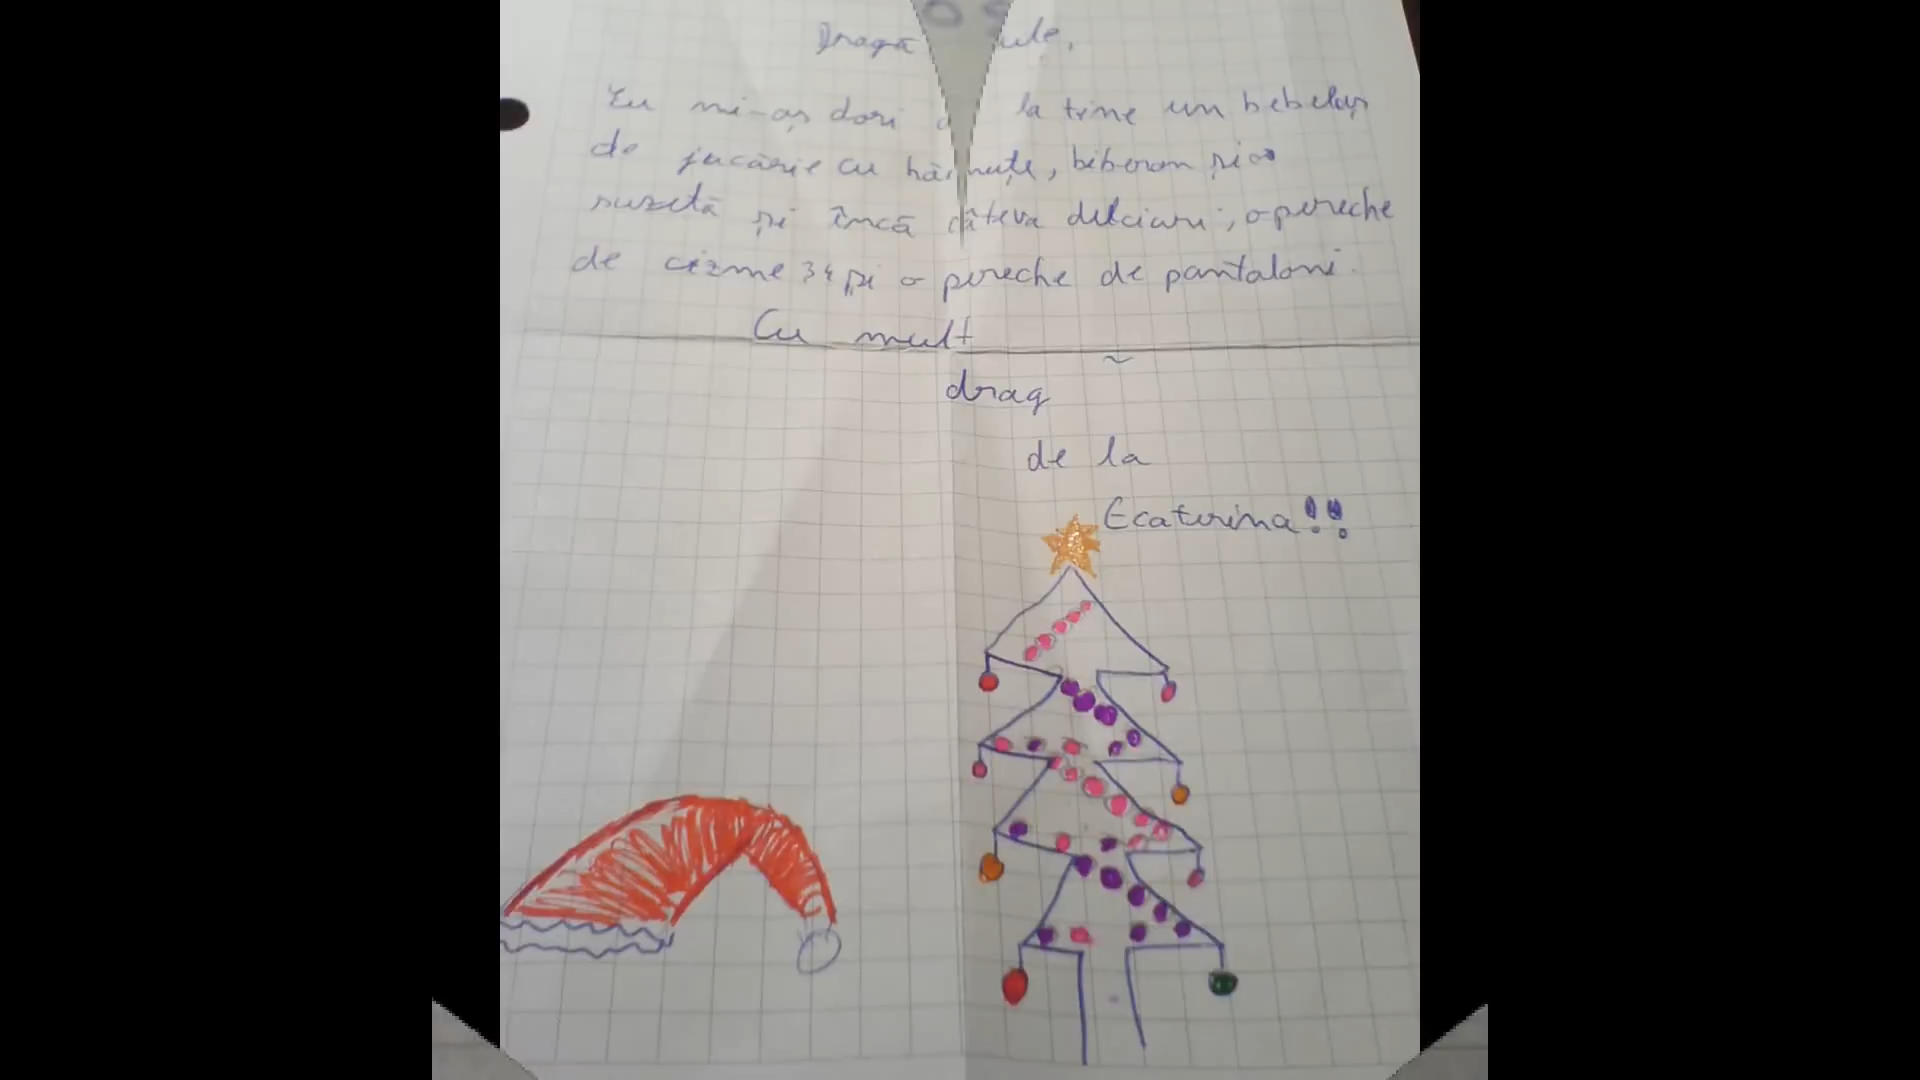 Dragă ule,
Eu mi-aș dori la tine un bebeluș
de jucărie cu hăinuțe, biberon și o
suzetă și încă câteva dulciuri, o pereche
de cizme 34 și o pereche de pantaloni.
Cu mult
drag
de la
Ecaterina!!